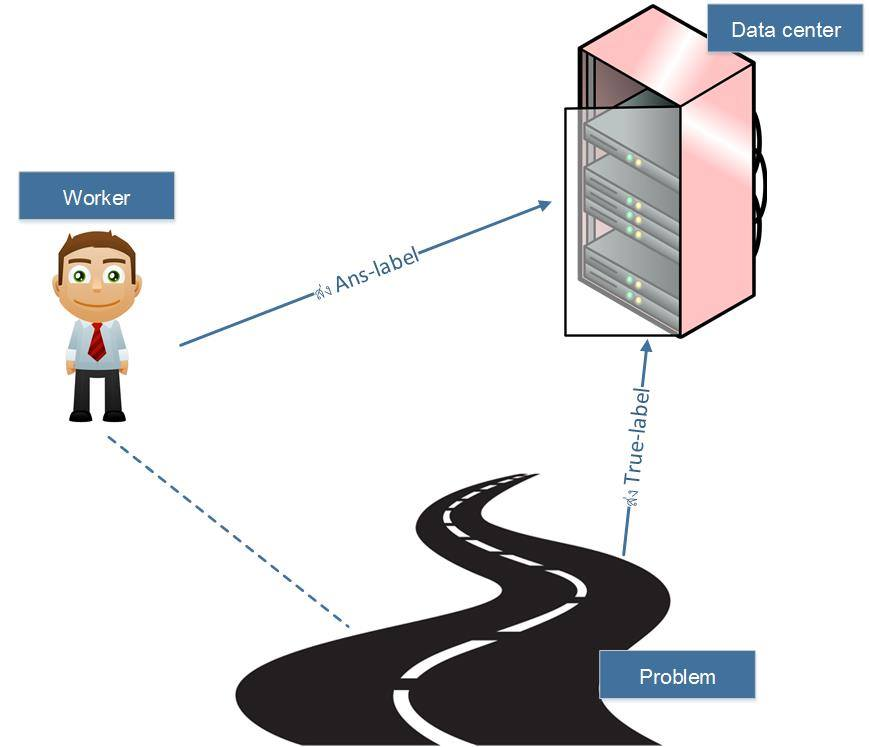 Data center
Worker
ส่ง Ans-label
ส่ง True-label
Problem